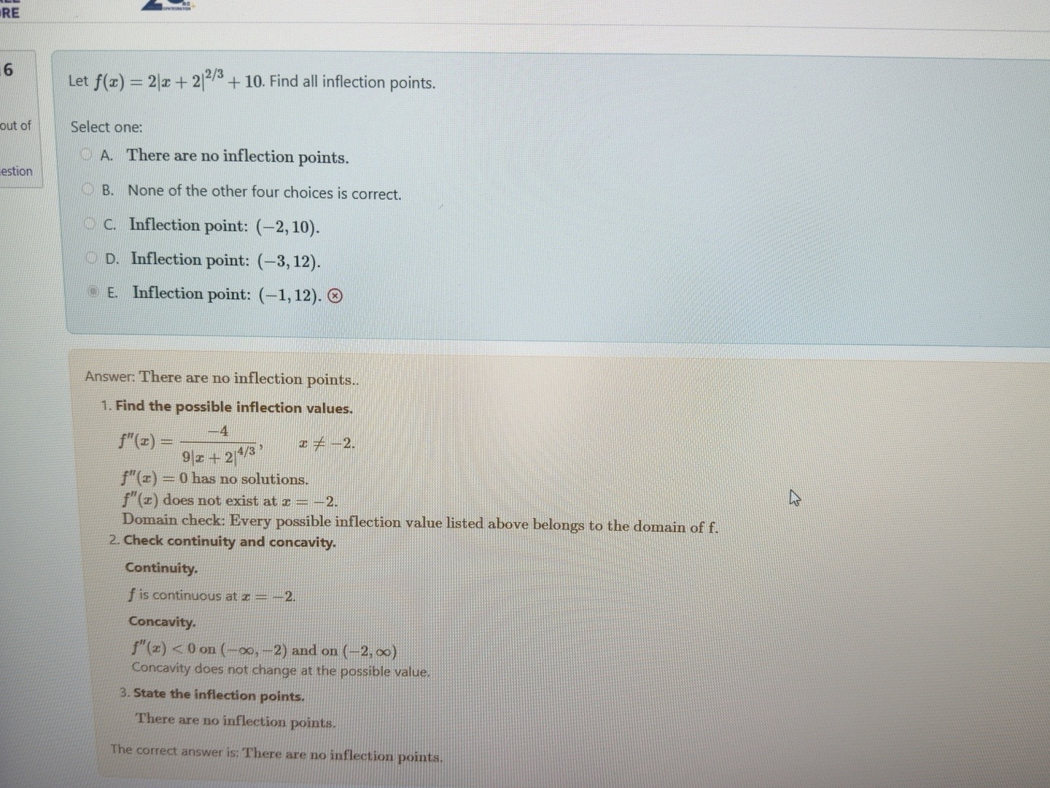 RE
6
out of
estion
Let f(x) = 2|x + 2|^{2/3} + 10. Find all inflection points.
Select one:
A. There are no inflection points.
B. None of the other four choices is correct.
C. Inflection point: (−2, 10).
D. Inflection point: (−3, 12).
E. Inflection point: (−1, 12).
Answer: There are no inflection points..
1. Find the possible inflection values.
f″(x) = −4 / 9|x + 2|^{4/3}, x ≠ −2.
f″(x) = 0 has no solutions.
f″(x) does not exist at x = −2.
Domain check: Every possible inflection value listed above belongs to the domain of f.
2. Check continuity and concavity.
Continuity.
f is continuous at x = −2.
Concavity.
f″(x) < 0 on (−∞, −2) and on (−2, ∞)
Concavity does not change at the possible value.
3. State the inflection points.
There are no inflection points.
The correct answer is: There are no inflection points.